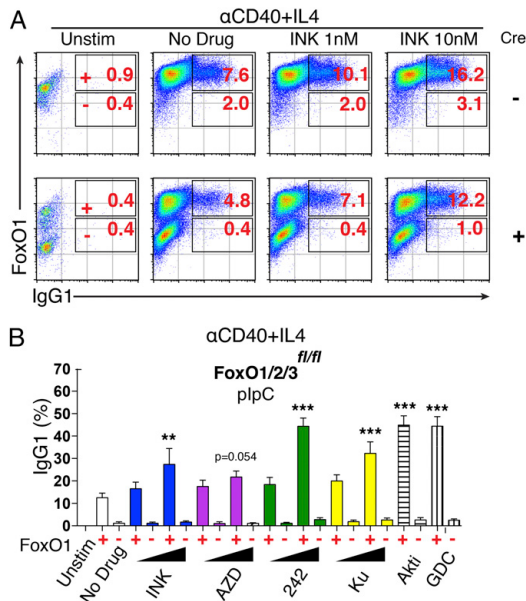 A
αCD40+IL4
Unstim No Drug INK 1nM INK 10nM Cre
+ 0.9 7.6 10.1 16.2
- 0.4 2.0 2.0 3.1 -
0.4 4.8 7.1 12.2
+
- 0.4 0.4 0.4 1.0 +
FoxO1
IgG1
B
αCD40+IL4
FoxO1/2/3 fl/fl
pIpC
IgG1 (%)
70
60
50
40
30
20
10
0
** p=0.054 *** *** *** ***
FoxO1 + - + - + - + - + - + - + - + - + - + - + -
Unstim No Drug INK AZD 242 Ku Akti GDC